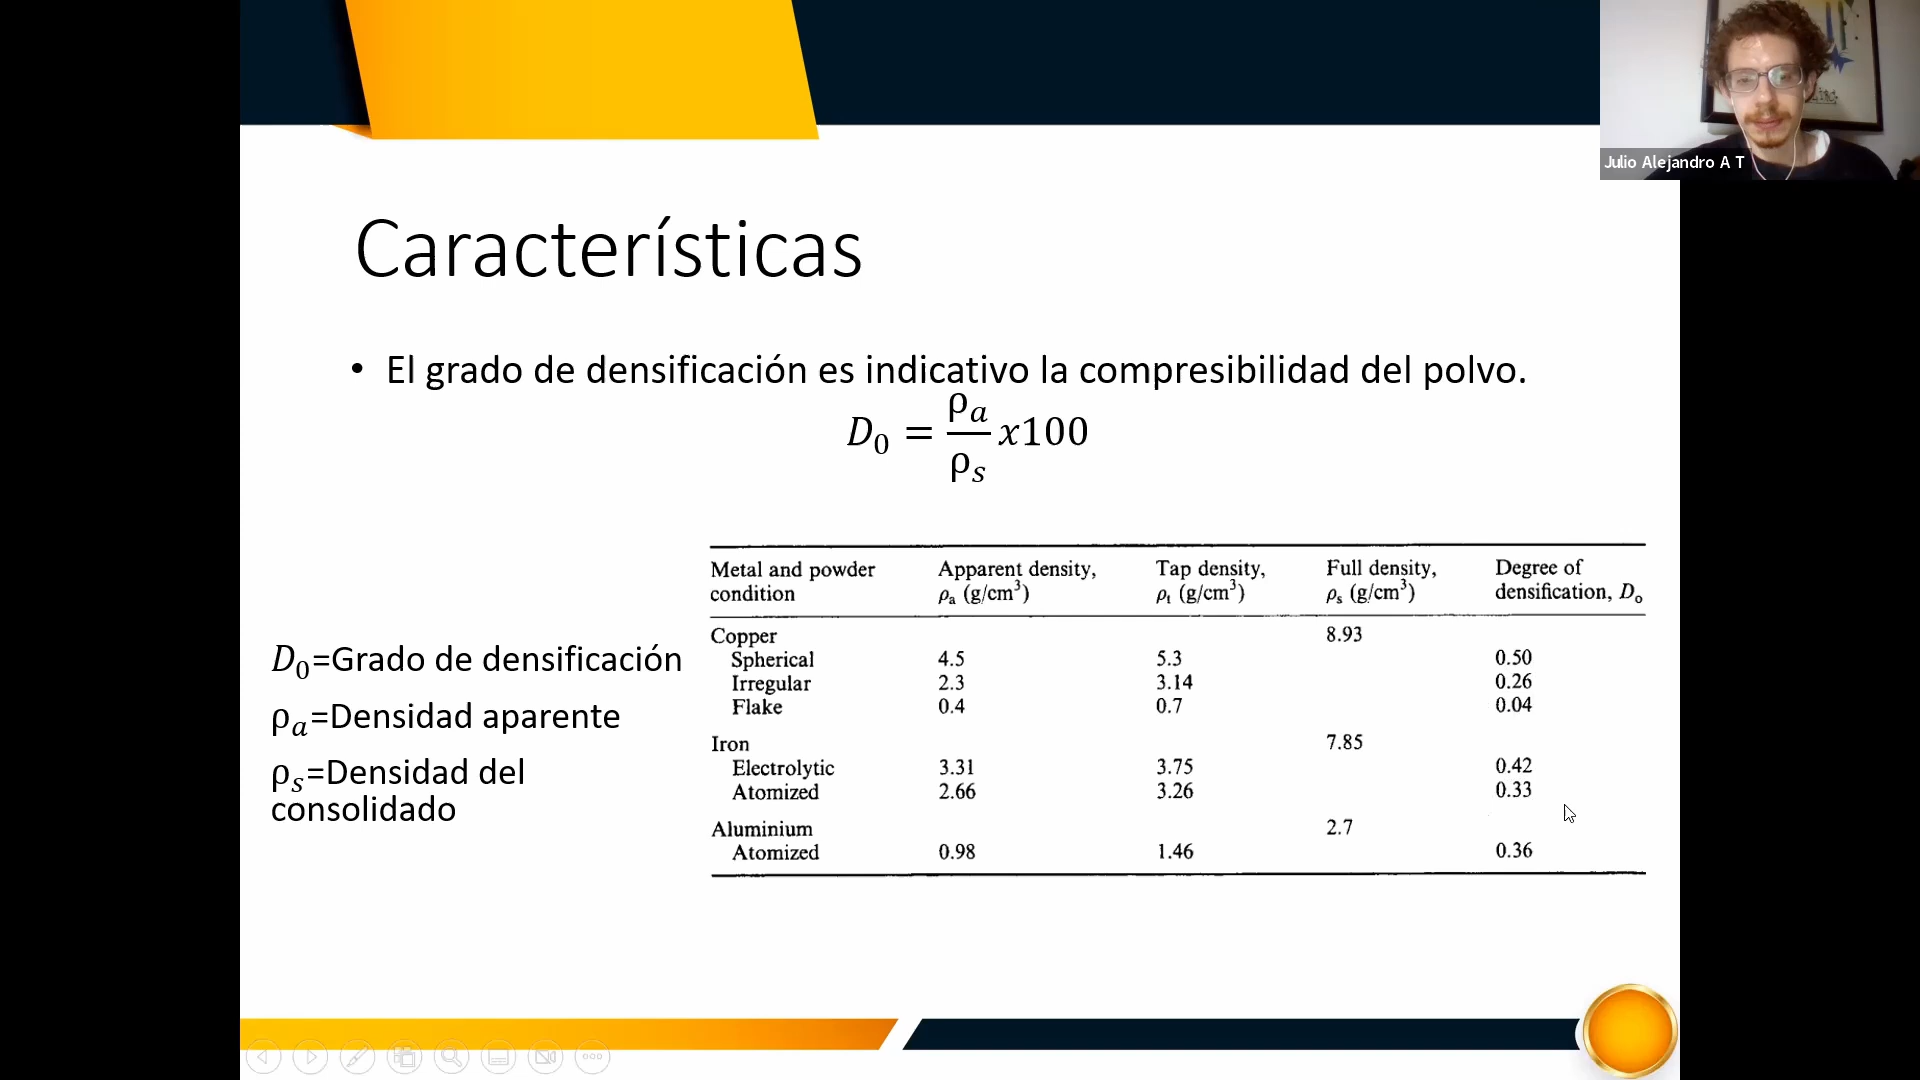 Julio Alejandro A T
Características
• El grado de densificación es indicativo la compresibilidad del polvo.
D₀ = ρₐ/ρₛ x100
D₀=Grado de densificación
ρₐ=Densidad aparente
ρₛ=Densidad del
consolidado
Metal and powder condition | Apparent density, ρₐ (g/cm³) | Tap density, ρₜ (g/cm³) | Full density, ρₛ (g/cm³) | Degree of densification, Dₒ
Copper 8.93
Spherical 4.5 5.3 0.50
Irregular 2.3 3.14 0.26
Flake 0.4 0.7 0.04
Iron 7.85
Electrolytic 3.31 3.75 0.42
Atomized 2.66 3.26 0.33
Aluminium 2.7
Atomized 0.98 1.46 0.36